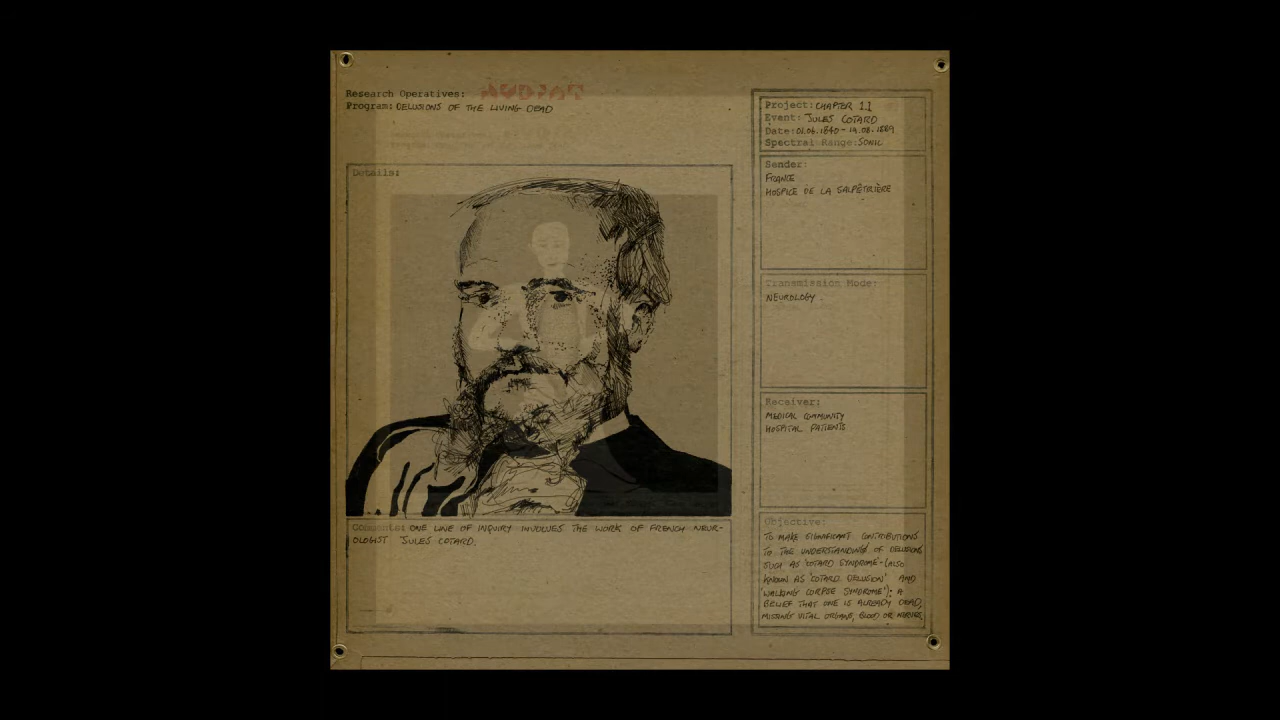 Research Operatives: AUDINT
Program: DELUSIONS OF THE LIVING DEAD
Details:
Comments: ONE LINE OF INQUIRY INVOLVES THE WORK OF FRENCH NRUR-
OLOGIST JULES COTARD.
Project: CHAPTER 1.1
Event: JULES COTARD
Date: 01.06.1840 - 19.08.1889
Spectral Range: SONIC
Sender:
FRANCE
HOSPICE DE LA SALPÊTRIÈRE
Transmission Mode:
NEUROLOGY
Receiver:
MEDICAL COMMUNITY
HOSPITAL PATIENTS
Objective:
TO MAKE SIGNIFICANT CONTRIBUTIONS
TO THE UNDERSTANDING OF DELUSIONS
SUCH AS 'COTARD SYNDROME' - (ALSO
KNOWN AS 'COTARD DELUSION' AND
WALKING CORPSE SYNDROME'); A
BELIEF THAT ONE IS ALREADY DEAD,
MISSING VITAL ORGANS, BLOOD OR NERVES.